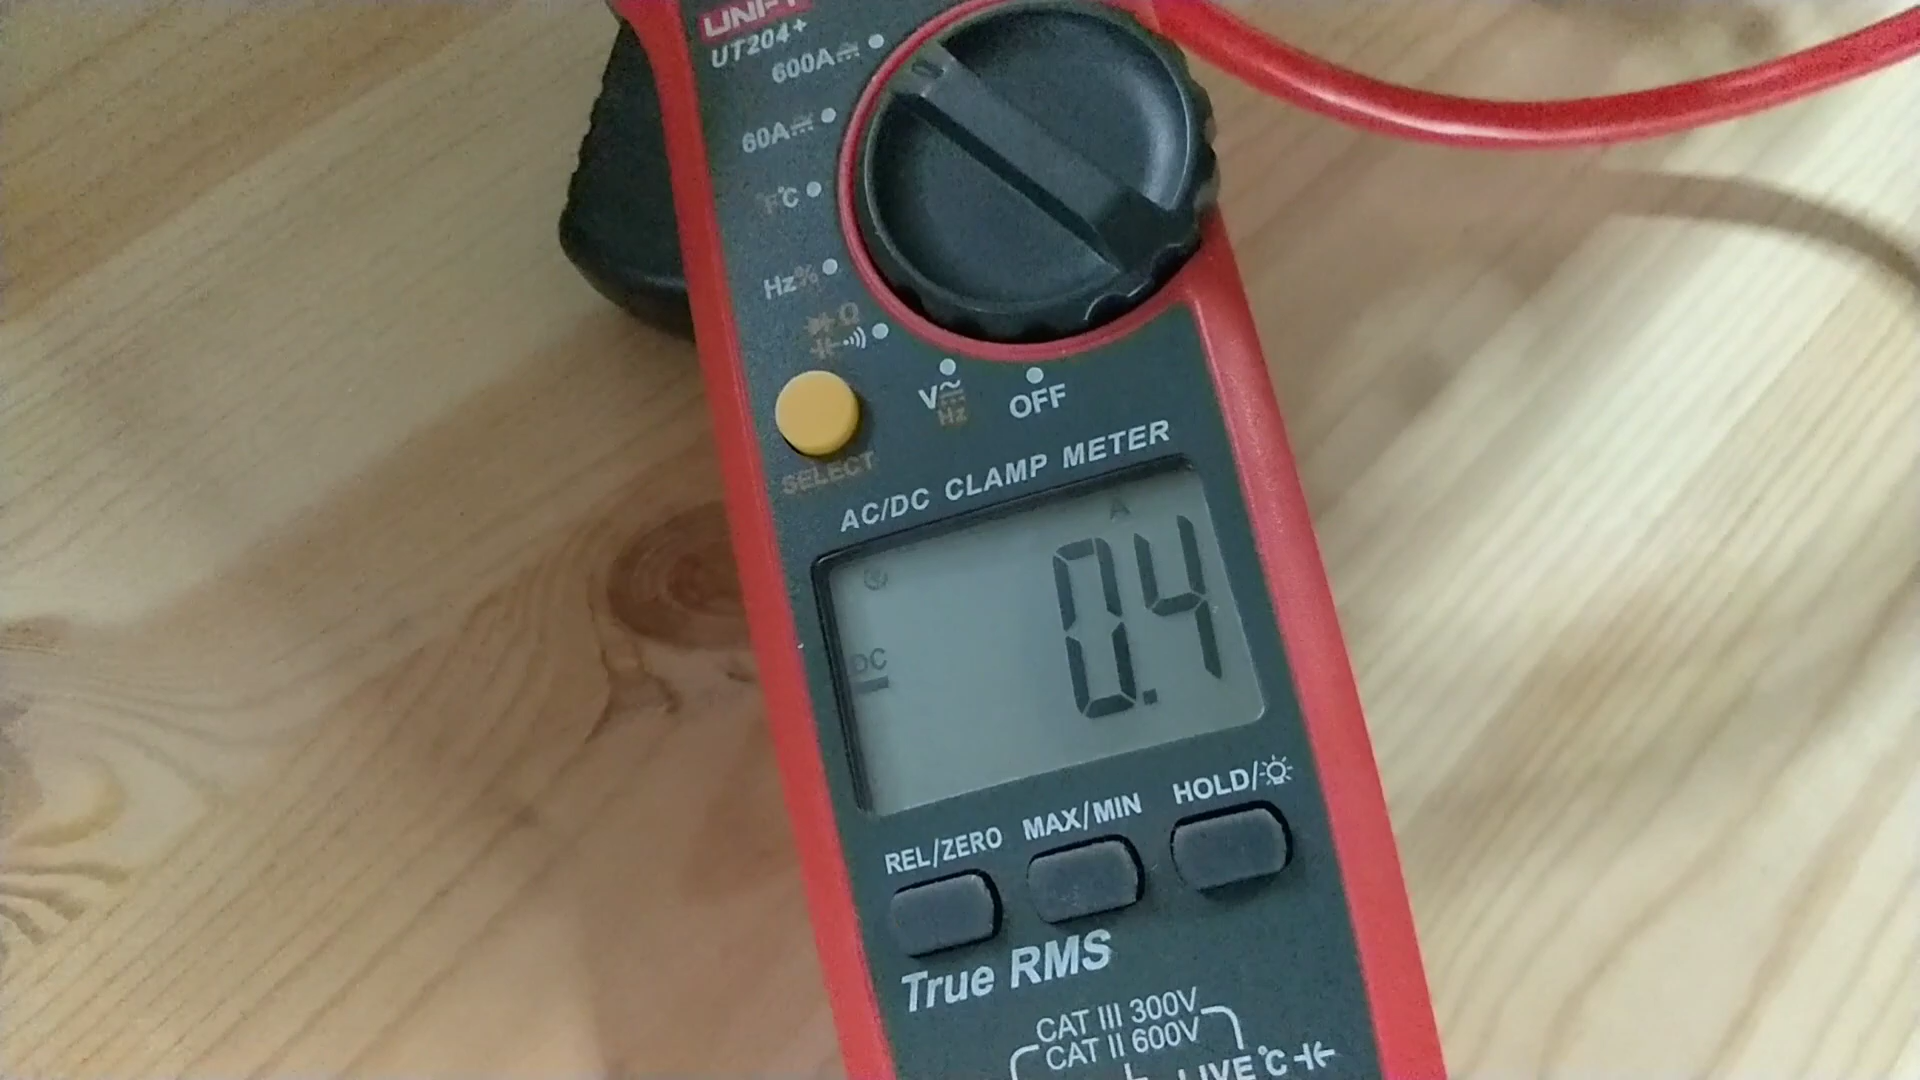 UNI-T
UT204+
600A
60A
°F°C
Hz%
Ω
V Hz
OFF
SELECT
AC/DC CLAMP METER
A
DC
0.4
REL/ZERO MAX/MIN HOLD/
True RMS
CAT III 300V
CAT II 600V
LIVE °C